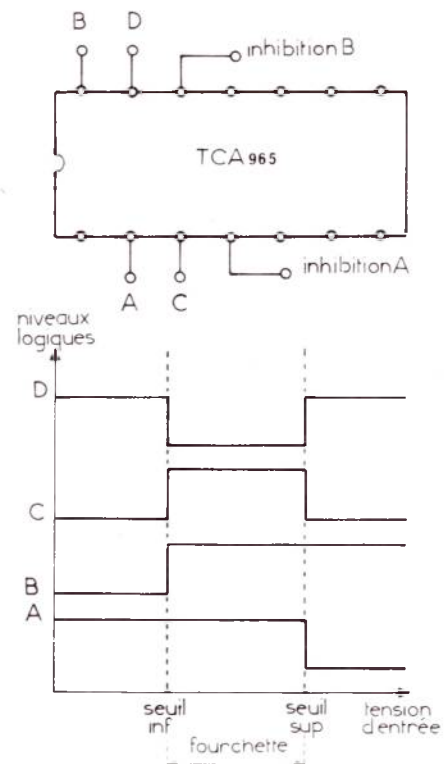 B D
inhibition B
TCA 965
A C
inhibition A
niveaux
logiques
D
C
B
A
seuil
inf
seuil
sup
tension
d'entrée
fourchette